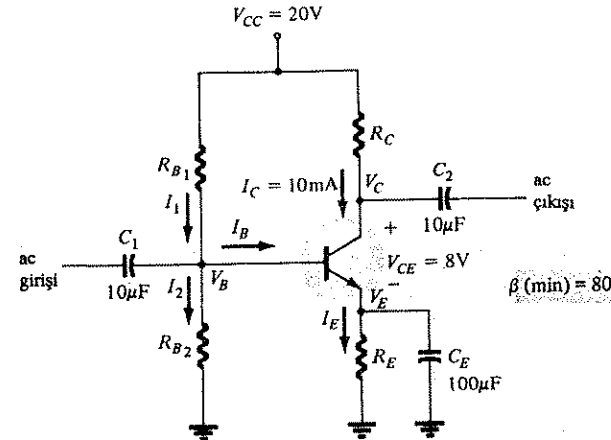 V_CC = 20V
R_B1
R_C
I_1
I_C = 10mA
V_C
C_2
10μF
ac
çıkışı
I_B
+
V_CE = 8V
−
β (min) = 80
ac
girişi
C_1
10μF
I_2
V_B
V_E
R_B2
I_E
R_E
C_E
100μF